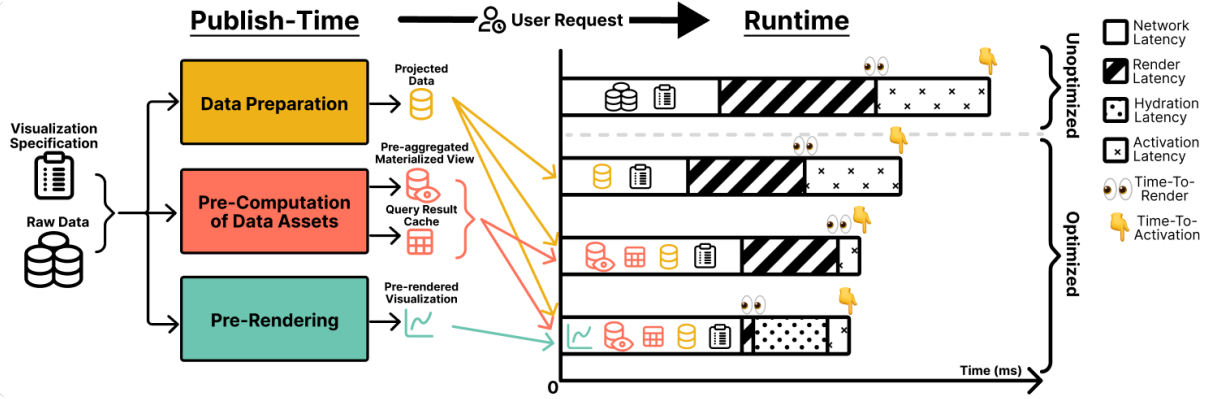 Publish-Time
User Request
Runtime
Visualization
Specification
Raw Data
Data Preparation
Projected
Data
Pre-Computation
of Data Assets
Pre-aggregated
Materialized View
Query Result
Cache
Pre-Rendering
Pre-rendered
Visualization
0
Time (ms)
Unoptimized
Optimized
Network
Latency
Render
Latency
Hydration
Latency
Activation
Latency
Time-To-
Render
Time-To-
Activation